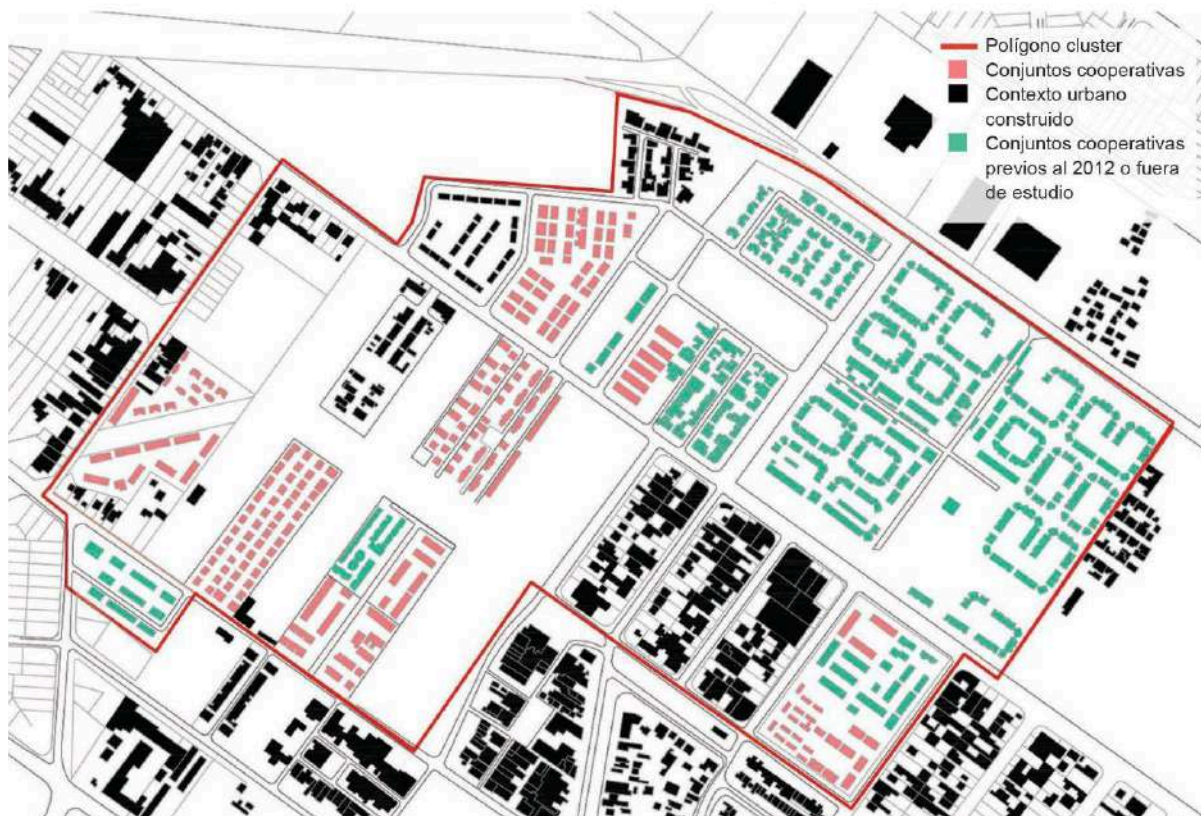 Polígono cluster
Conjuntos cooperativas
Contexto urbano
construido
Conjuntos cooperativas
previos al 2012 o fuera
de estudio